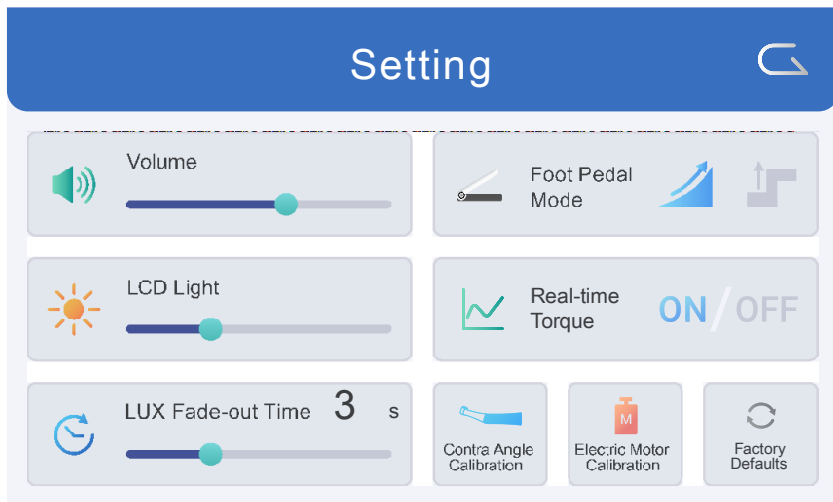 Setting
Volume
Foot Pedal
Mode
LCD Light
Real-time
Torque
ON/OFF
LUX Fade-out Time 3 s
Contra Angle
Calibration
M
Electric Motor
Calibration
Factory
Defaults